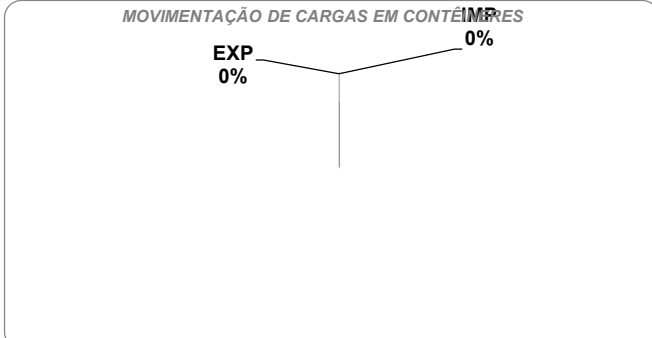 MOVIMENTAÇÃO DE CARGAS EM CONTÊINERES
IMP
0%
EXP
0%